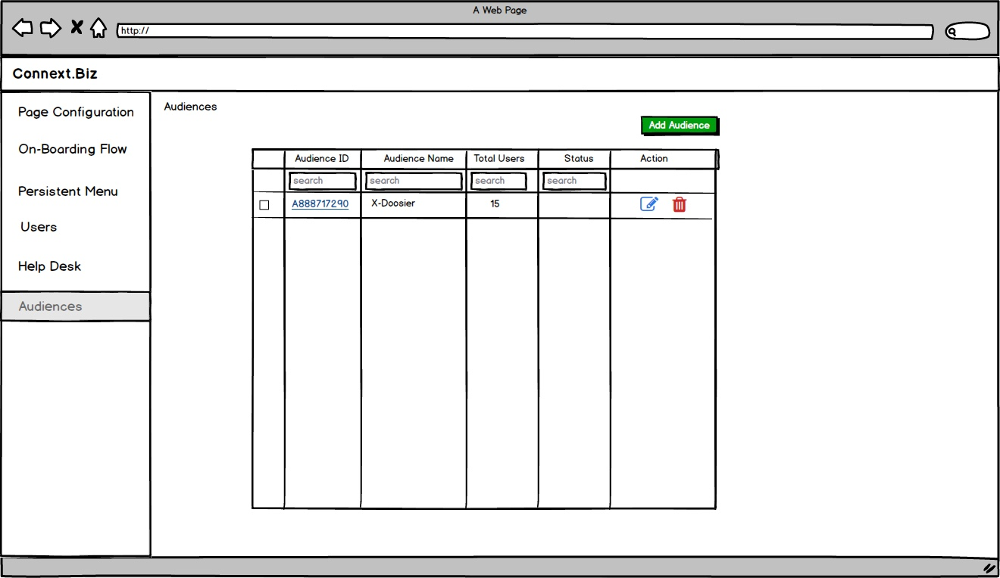 A Web Page
http://
Connext.Biz
Page Configuration
On-Boarding Flow
Persistent Menu
Users
Help Desk
Audiences
Audiences
Add Audience
Audience ID Audience Name Total Users Status Action
search search search search
A888717290 X-Doosier 15